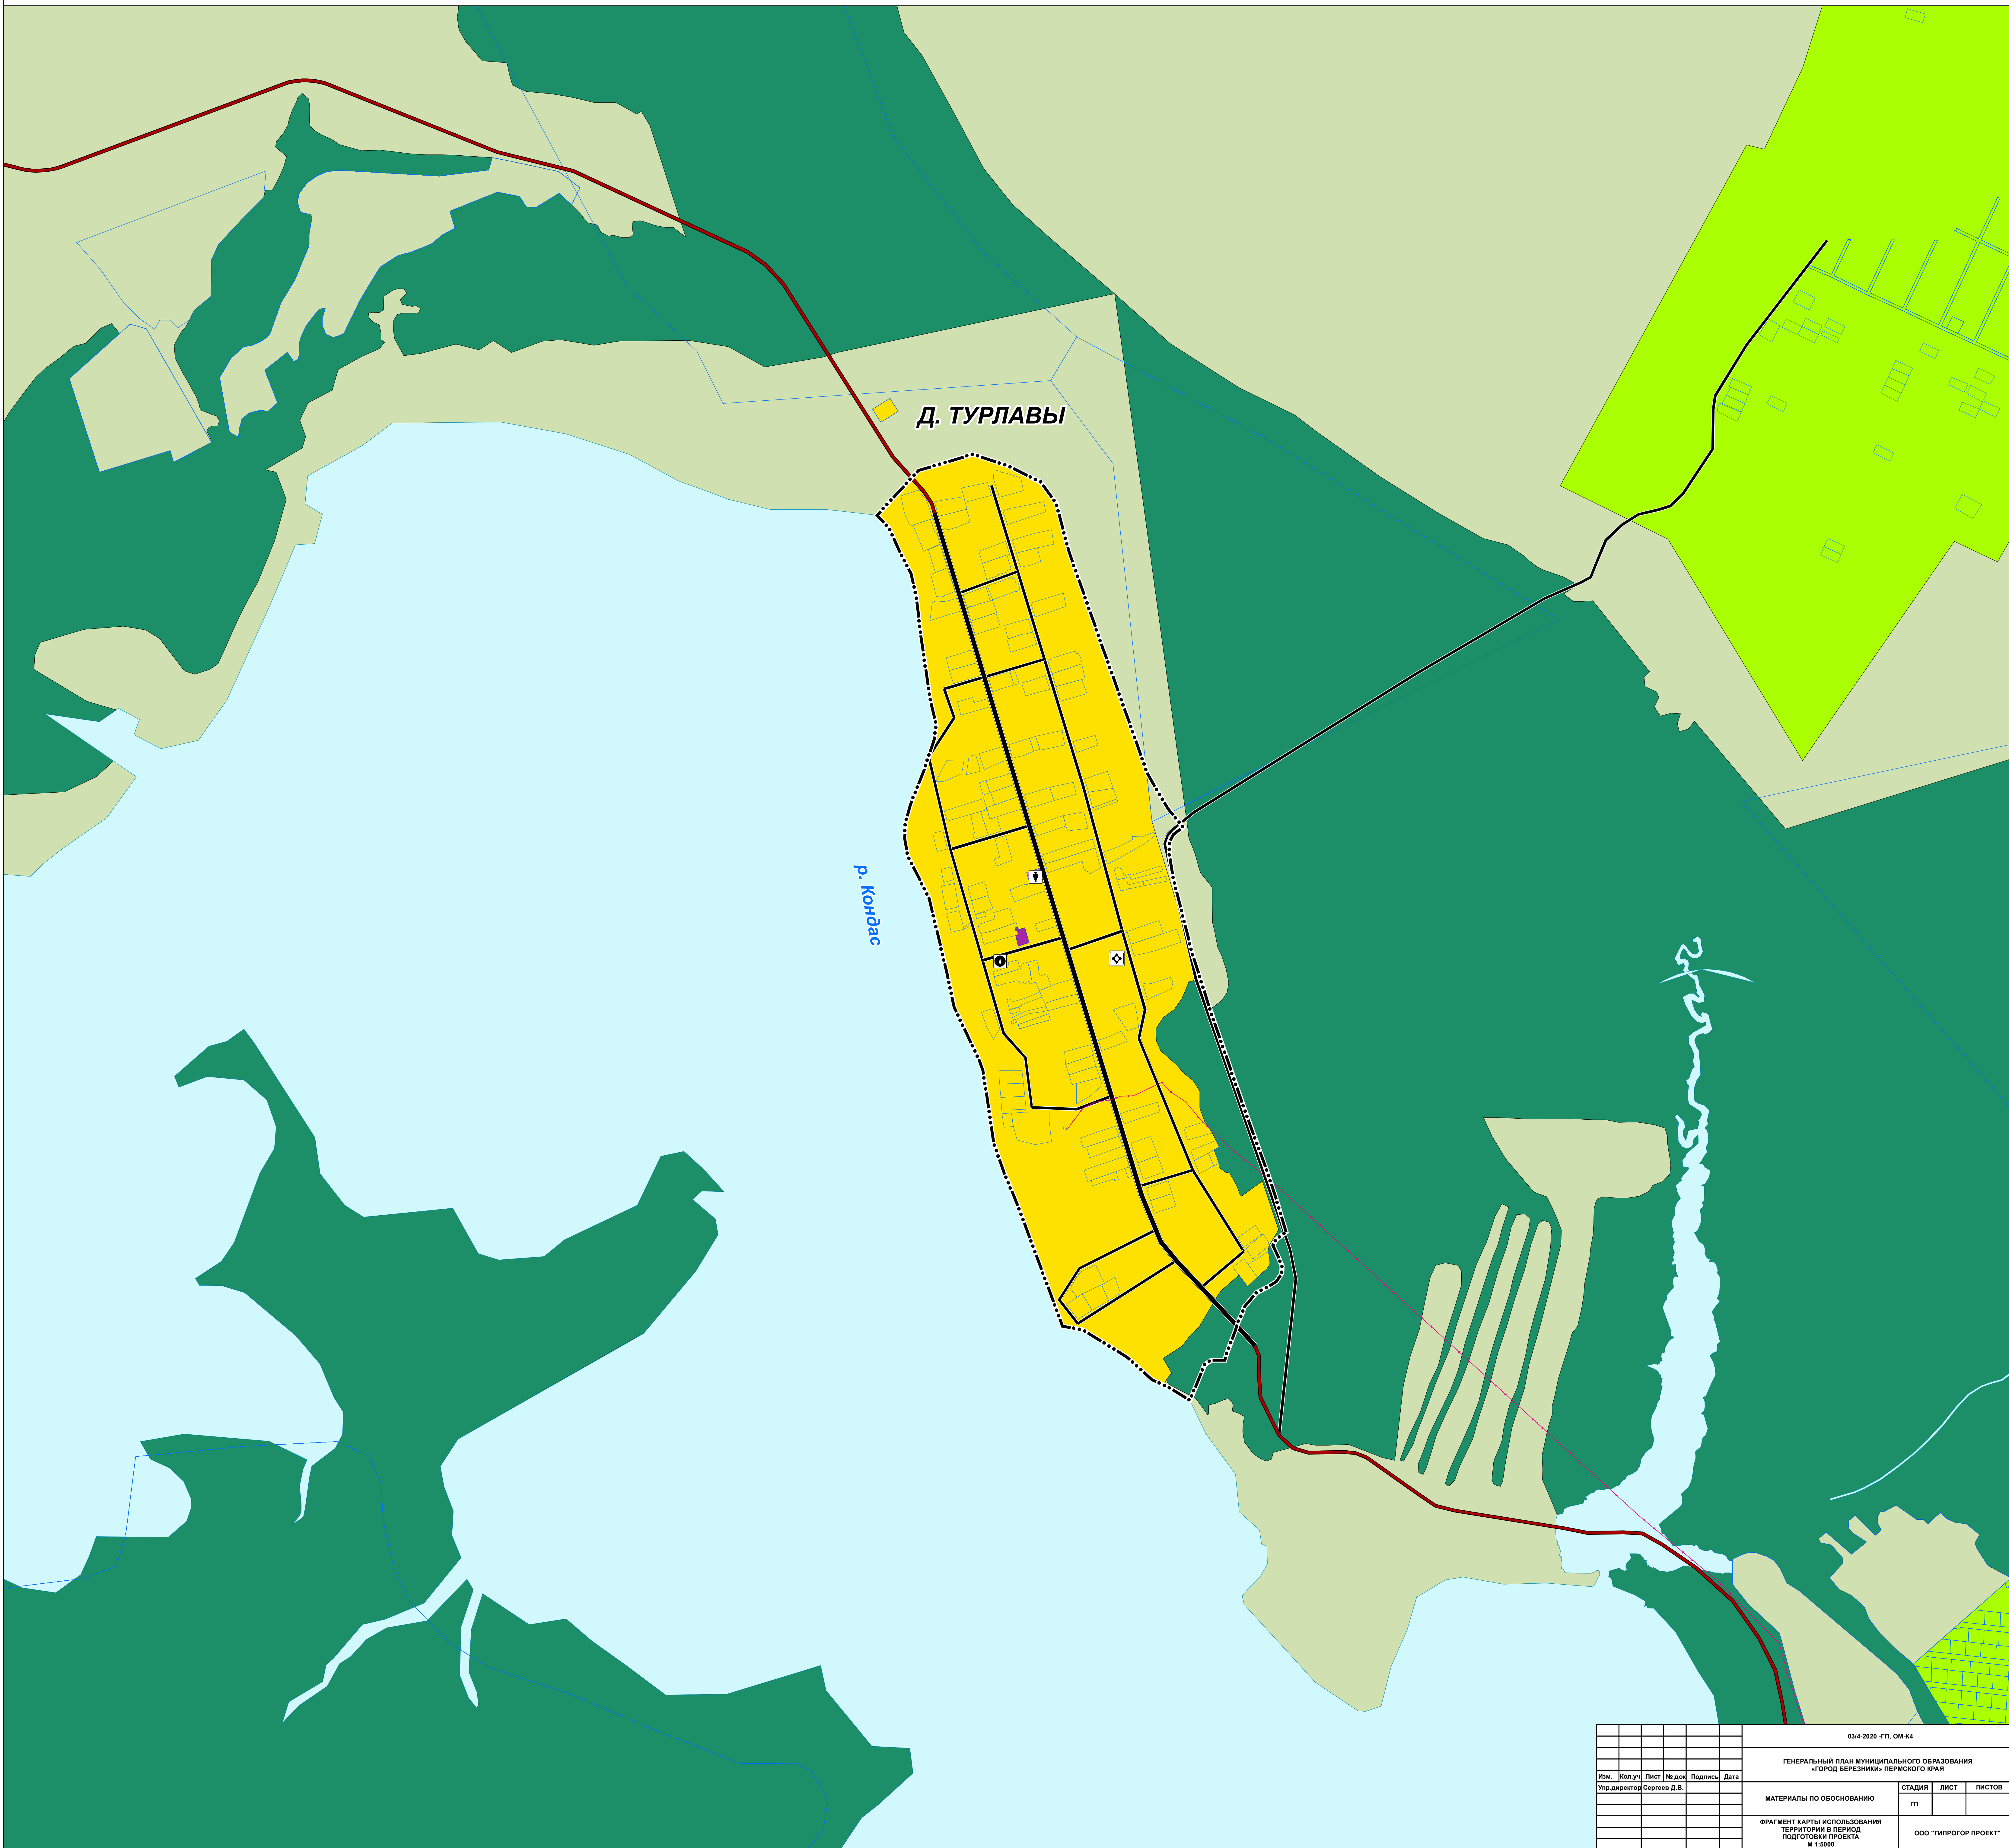 Д. ТУРЛАВЫ
р. Кондас
03/4-2020 -ГП, ОМ-К4
ГЕНЕРАЛЬНЫЙ ПЛАН МУНИЦИПАЛЬНОГО ОБРАЗОВАНИЯ
«ГОРОД БЕРЕЗНИКИ» ПЕРМСКОГО КРАЯ
Изм. Кол.уч Лист № док Подпись Дата
Упр.директор Сергеев Д.В.
МАТЕРИАЛЫ ПО ОБОСНОВАНИЮ
СТАДИЯ ЛИСТ ЛИСТОВ
ГП
ФРАГМЕНТ КАРТЫ ИСПОЛЬЗОВАНИЯ
ТЕРРИТОРИИ В ПЕРИОД
ПОДГОТОВКИ ПРОЕКТА
М 1:5000
ООО "ГИПРОГОР ПРОЕКТ"